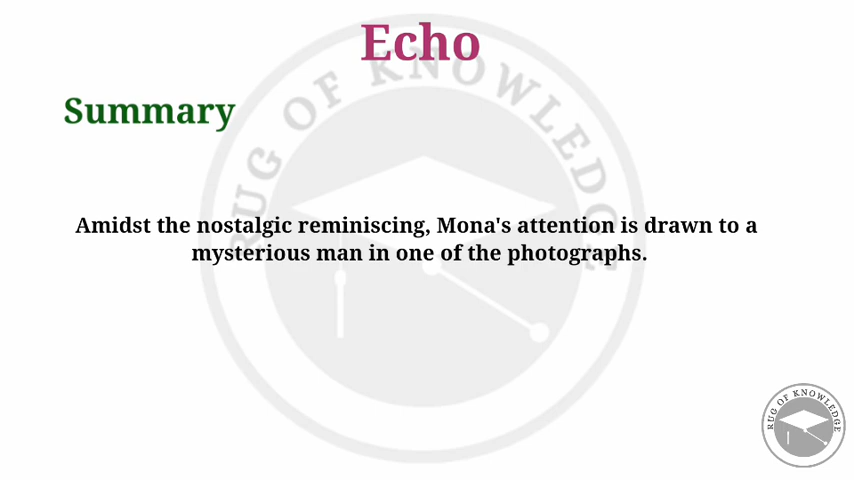 Echo
Summary
Amidst the nostalgic reminiscing, Mona's attention is drawn to a
mysterious man in one of the photographs.
RUG OF KNOWLEDGE
RUG OF KNOWLEDGE